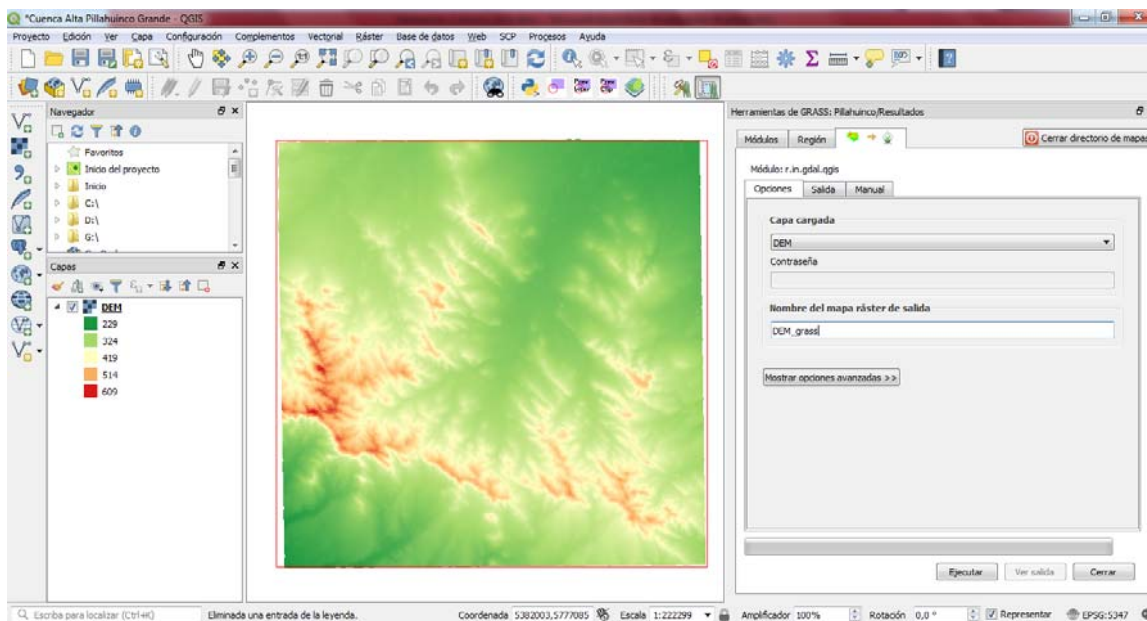 *Cuenca Alta Pillahuinco Grande - QGIS
Proyecto Edición Ver Capa Configuración Complementos Vectorial Ráster Base de datos Web SCP Procesos Ayuda
Navegador
Favoritos
Inicio del proyecto
Inicio
C:\
D:\
G:\
Capas
DEM
229
324
419
514
609
Herramientas de GRASS: Pillahuinco/Resultados
Módulos Región Cerrar directorio de mapas
Módulo: r.in.gdal.qgis
Opciones Salida Manual
Capa cargada
DEM
Contraseña
Nombre del mapa ráster de salida
DEM_grass
Mostrar opciones avanzadas >>
Ejecutar Ver salida Cerrar
Escriba para localizar (Ctrl+K) Eliminada una entrada de la leyenda. Coordenada 5382003,5777085 Escala 1:222299 Amplificador 100% Rotación 0,0 ° Representar EPSG:5347